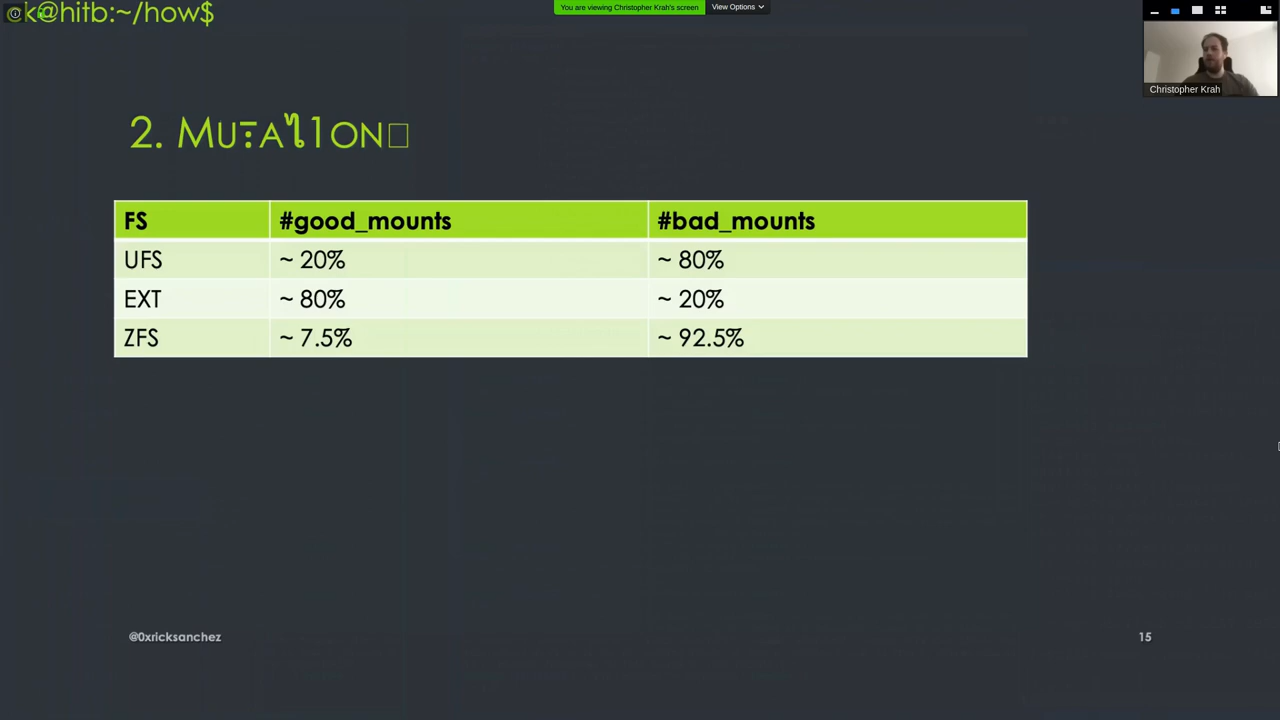 ck@hitb:~/how$
You are viewing Christopher Krah's screen
View Options
Christopher Krah
2.
FS #good_mounts #bad_mounts
UFS ~ 20% ~ 80%
EXT ~ 80% ~ 20%
ZFS ~ 7.5% ~ 92.5%
@0xricksanchez
15